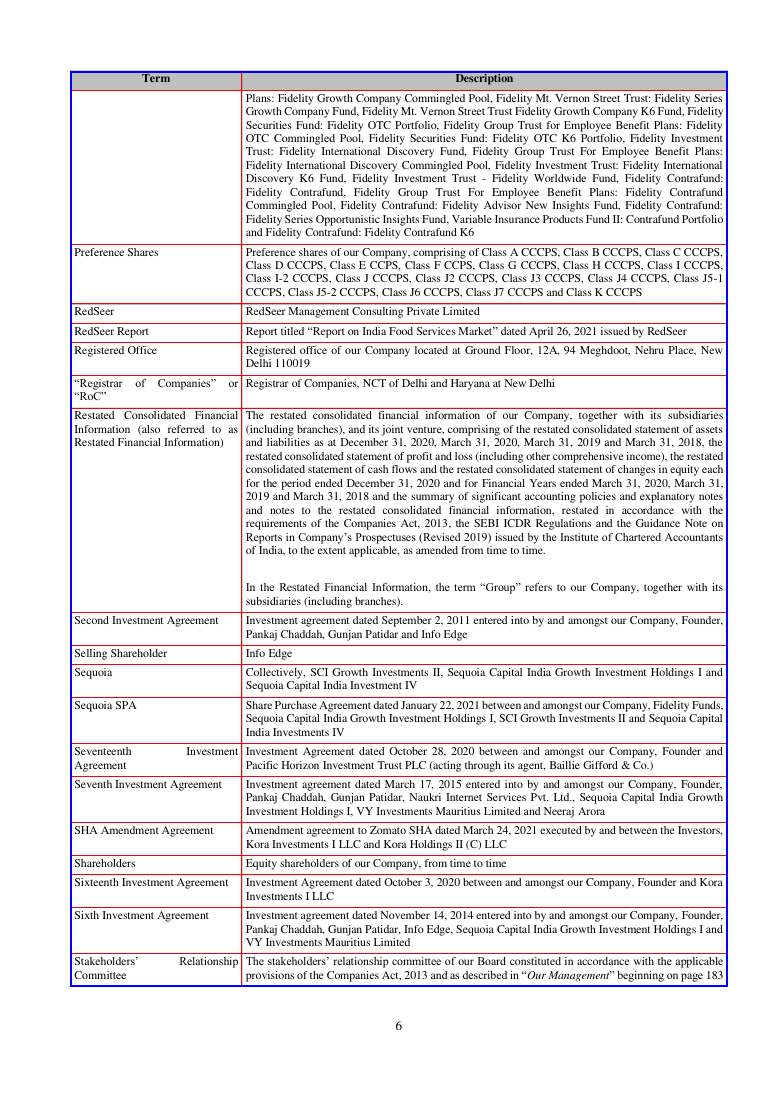 Term Description
Plans: Fidelity Growth Company Commingled Pool, Fidelity Mt. Vernon Street Trust: Fidelity Series
Growth Company Fund, Fidelity Mt. Vernon Street Trust Fidelity Growth Company K6 Fund, Fidelity
Securities Fund: Fidelity OTC Portfolio, Fidelity Group Trust for Employee Benefit Plans: Fidelity
OTC Commingled Pool, Fidelity Securities Fund: Fidelity OTC K6 Portfolio, Fidelity Investment
Trust: Fidelity International Discovery Fund, Fidelity Group Trust For Employee Benefit Plans:
Fidelity International Discovery Commingled Pool, Fidelity Investment Trust: Fidelity International
Discovery K6 Fund, Fidelity Investment Trust - Fidelity Worldwide Fund, Fidelity Contrafund:
Fidelity Contrafund, Fidelity Group Trust For Employee Benefit Plans: Fidelity Contrafund
Commingled Pool, Fidelity Contrafund: Fidelity Advisor New Insights Fund, Fidelity Contrafund:
Fidelity Series Opportunistic Insights Fund, Variable Insurance Products Fund II: Contrafund Portfolio
and Fidelity Contrafund: Fidelity Contrafund K6
Preference Shares Preference shares of our Company, comprising of Class A CCCPS, Class B CCCPS, Class C CCCPS,
Class D CCCPS, Class E CCPS, Class F CCPS, Class G CCCPS, Class H CCCPS, Class I CCCPS,
Class I-2 CCCPS, Class J CCCPS, Class J2 CCCPS, Class J3 CCCPS, Class J4 CCCPS, Class J5-1
CCCPS, Class J5-2 CCCPS, Class J6 CCCPS, Class J7 CCCPS and Class K CCCPS
RedSeer RedSeer Management Consulting Private Limited
RedSeer Report Report titled “Report on India Food Services Market” dated April 26, 2021 issued by RedSeer
Registered Office Registered office of our Company located at Ground Floor, 12A, 94 Meghdoot, Nehru Place, New
Delhi 110019
“Registrar of Companies” or Registrar of Companies, NCT of Delhi and Haryana at New Delhi
“RoC”
Restated Consolidated Financial The restated consolidated financial information of our Company, together with its subsidiaries
Information (also referred to as (including branches), and its joint venture, comprising of the restated consolidated statement of assets
Restated Financial Information) and liabilities as at December 31, 2020, March 31, 2020, March 31, 2019 and March 31, 2018, the
restated consolidated statement of profit and loss (including other comprehensive income), the restated
consolidated statement of cash flows and the restated consolidated statement of changes in equity each
for the period ended December 31, 2020 and for Financial Years ended March 31, 2020, March 31,
2019 and March 31, 2018 and the summary of significant accounting policies and explanatory notes
and notes to the restated consolidated financial information, restated in accordance with the
requirements of the Companies Act, 2013, the SEBI ICDR Regulations and the Guidance Note on
Reports in Company’s Prospectuses (Revised 2019) issued by the Institute of Chartered Accountants
of India, to the extent applicable, as amended from time to time.
In the Restated Financial Information, the term “Group” refers to our Company, together with its
subsidiaries (including branches).
Second Investment Agreement Investment agreement dated September 2, 2011 entered into by and amongst our Company, Founder,
Pankaj Chaddah, Gunjan Patidar and Info Edge
Selling Shareholder Info Edge
Sequoia Collectively, SCI Growth Investments II, Sequoia Capital India Growth Investment Holdings I and
Sequoia Capital India Investment IV
Sequoia SPA Share Purchase Agreement dated January 22, 2021 between and amongst our Company, Fidelity Funds,
Sequoia Capital India Growth Investment Holdings I, SCI Growth Investments II and Sequoia Capital
India Investments IV
Seventeenth Investment Investment Agreement dated October 28, 2020 between and amongst our Company, Founder and
Agreement Pacific Horizon Investment Trust PLC (acting through its agent, Baillie Gifford & Co.)
Seventh Investment Agreement Investment agreement dated March 17, 2015 entered into by and amongst our Company, Founder,
Pankaj Chaddah, Gunjan Patidar, Naukri Internet Services Pvt. Ltd., Sequoia Capital India Growth
Investment Holdings I, VY Investments Mauritius Limited and Neeraj Arora
SHA Amendment Agreement Amendment agreement to Zomato SHA dated March 24, 2021 executed by and between the Investors,
Kora Investments I LLC and Kora Holdings II (C) LLC
Shareholders Equity shareholders of our Company, from time to time
Sixteenth Investment Agreement Investment Agreement dated October 3, 2020 between and amongst our Company, Founder and Kora
Investments I LLC
Sixth Investment Agreement Investment agreement dated November 14, 2014 entered into by and amongst our Company, Founder,
Pankaj Chaddah, Gunjan Patidar, Info Edge, Sequoia Capital India Growth Investment Holdings I and
VY Investments Mauritius Limited
Stakeholders’ Relationship The stakeholders’ relationship committee of our Board constituted in accordance with the applicable
Committee provisions of the Companies Act, 2013 and as described in “Our Management” beginning on page 183
6